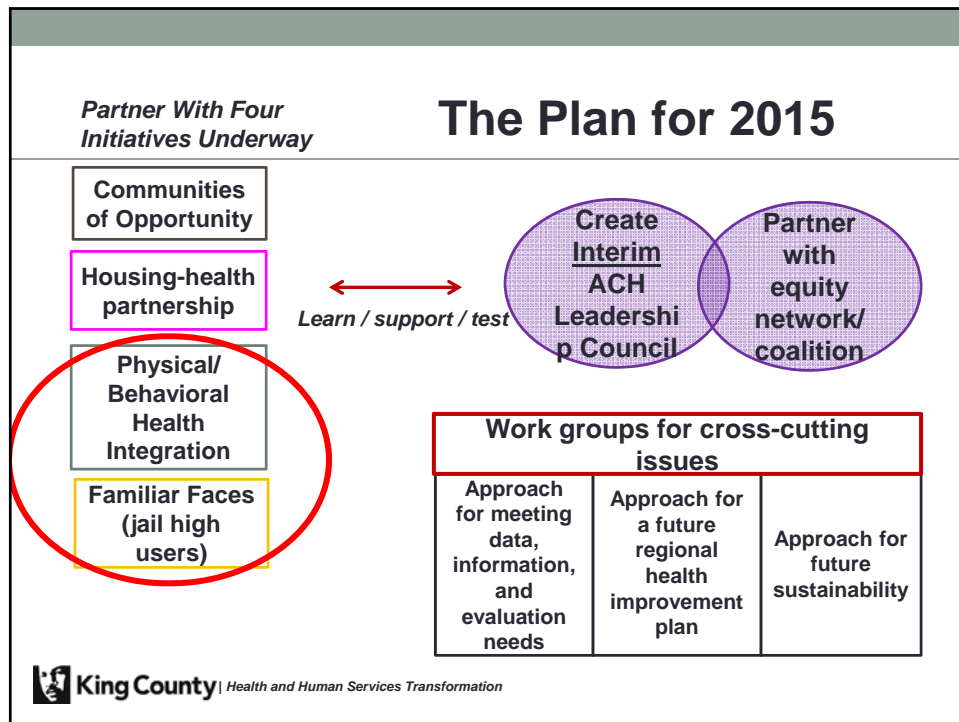 Partner With Four
Initiatives Underway
The Plan for 2015
Communities
of Opportunity
Housing-health
partnership
Physical/
Behavioral
Health
Integration
Familiar Faces
(jail high
users)
Learn / support / test
Create
Interim
ACH
Leadershi
p Council
Partner
with
equity
network/
coalition
Work groups for cross-cutting
issues
Approach
for meeting
data,
information,
and
evaluation
needs
Approach for
a future
regional
health
improvement
plan
Approach for
future
sustainability
King County | Health and Human Services Transformation